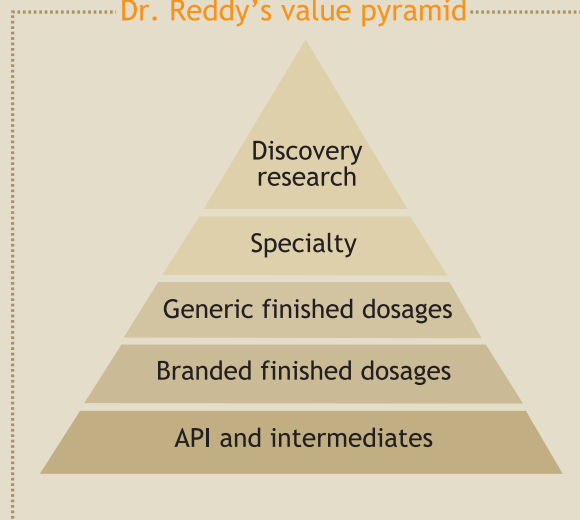 Dr. Reddy’s value pyramid
Discovery
research
Specialty
Generic finished dosages
Branded finished dosages
API and intermediates